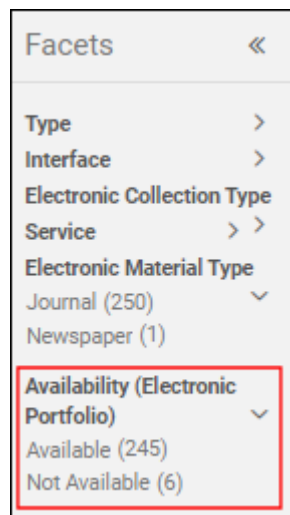 Facets «
Type >
Interface >
Electronic Collection Type
Service > >
Electronic Material Type
Journal (250)
Newspaper (1)
Availability (Electronic
Portfolio)
Available (245)
Not Available (6)